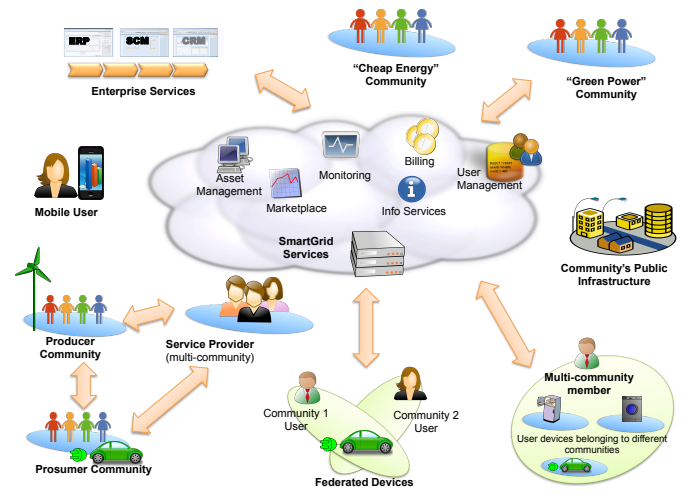 ERP SCM CRM
Enterprise Services
“Cheap Energy”
Community
“Green Power”
Community
Mobile User
Asset
Management
Monitoring
Billing
User
Management
Marketplace
Info Services
SmartGrid
Services
Community’s Public
Infrastructure
Producer
Community
Service Provider
(multi-community)
Prosumer Community
Community 1
User
Community 2
User
Federated Devices
Multi-community
member
User devices belonging to different
communities